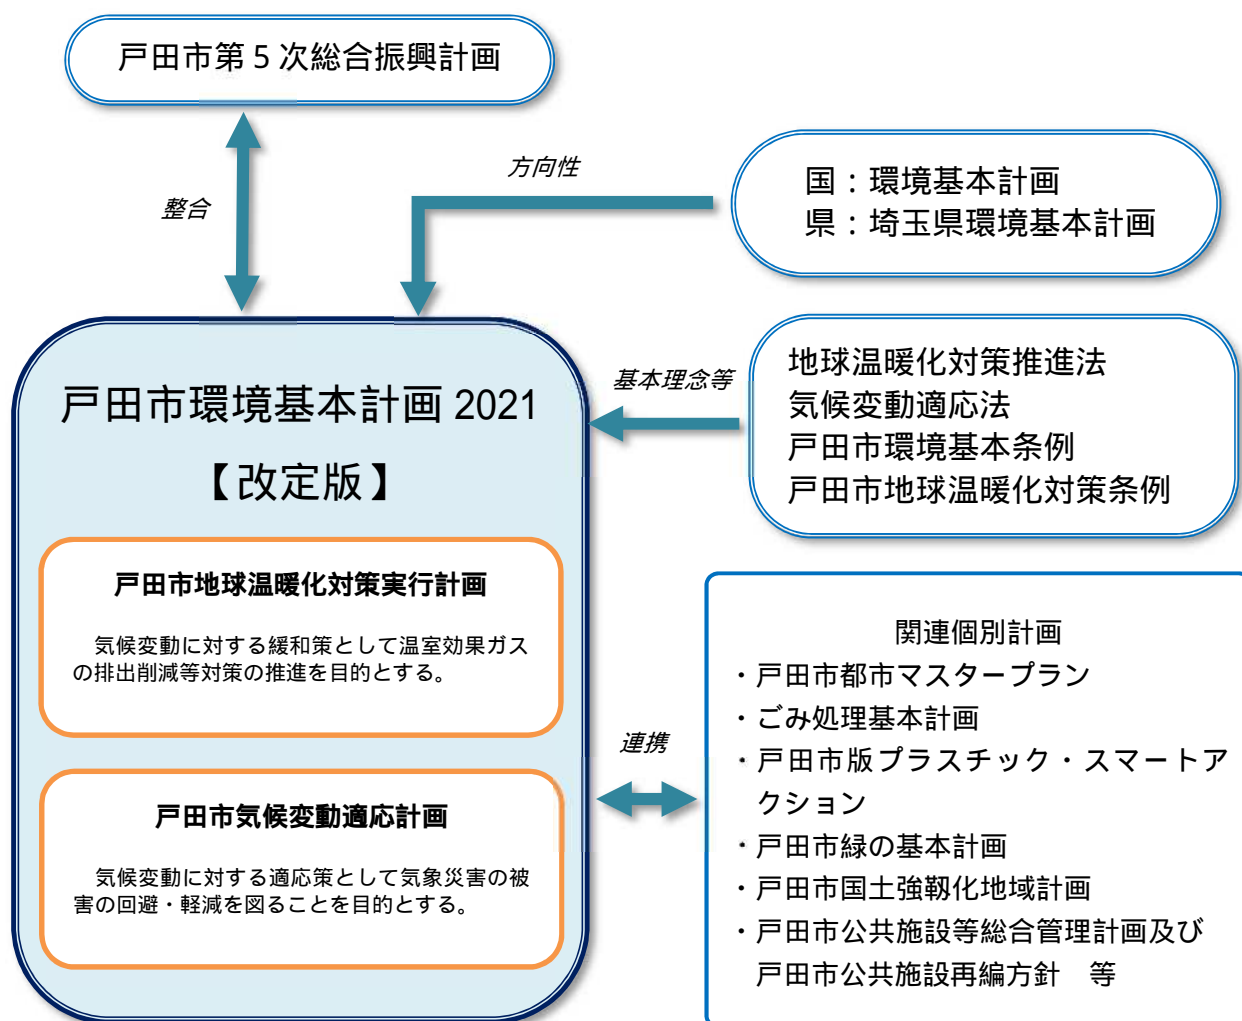 戸田市第5次総合振興計画
整合
方向性
国：環境基本計画
県：埼玉県環境基本計画
戸田市環境基本計画 2021
【改定版】
基本理念等
地球温暖化対策推進法
気候変動適応法
戸田市環境基本条例
戸田市地球温暖化対策条例
戸田市地球温暖化対策実行計画
気候変動に対する緩和策として温室効果ガス
の排出削減等対策の推進を目的とする。
戸田市気候変動適応計画
気候変動に対する適応策として気象災害の被
害の回避・軽減を図ることを目的とする。
連携
関連個別計画
・戸田市都市マスタープラン
・ごみ処理基本計画
・戸田市版プラスチック・スマートア
クション
・戸田市緑の基本計画
・戸田市国土強靱化地域計画
・戸田市公共施設等総合管理計画及び
戸田市公共施設再編方針　等